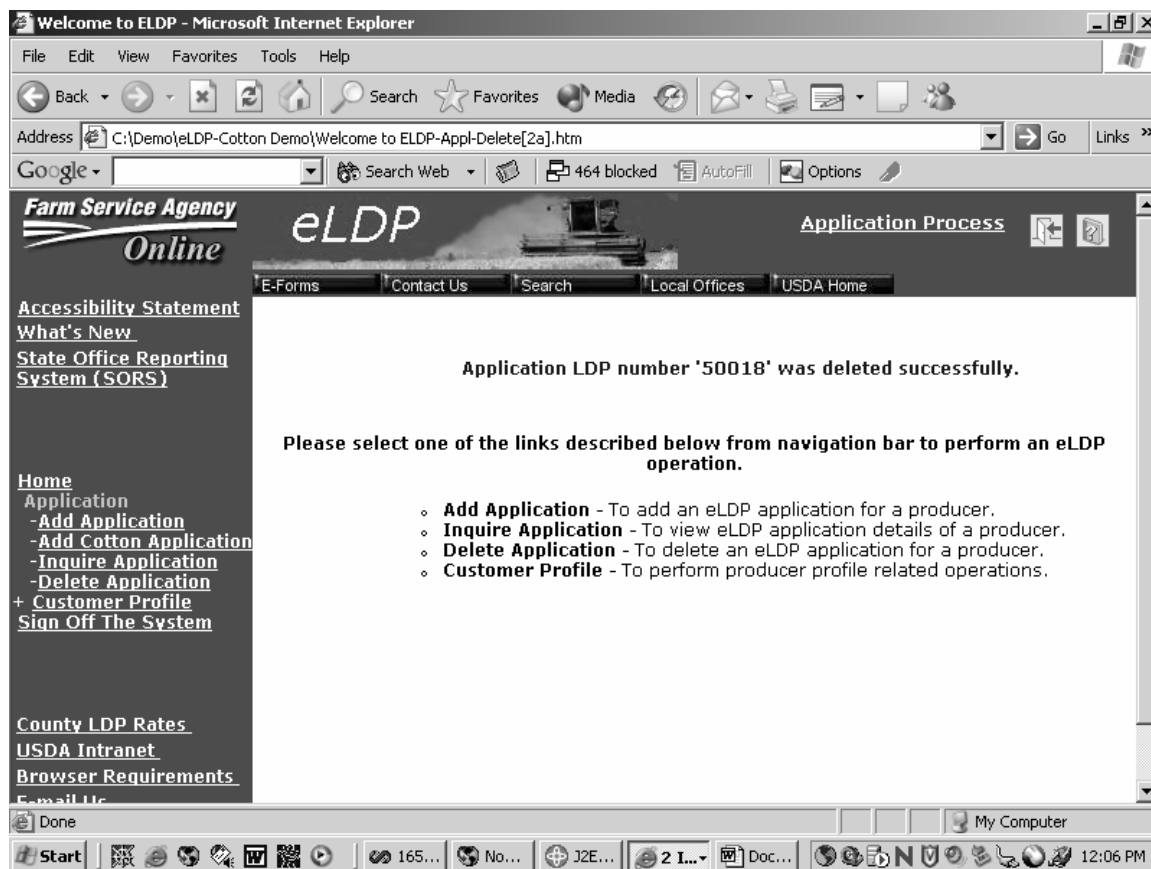 Welcome to ELDP - Microsoft Internet Explorer
File Edit View Favorites Tools Help
Back Search Favorites Media
Address C:\Demo\eLDP-Cotton Demo\Welcome to ELDP-Appl-Delete[2a].htm Go Links »
Google Search Web 464 blocked AutoFill Options
Farm Service Agency
Online
eLDP
Application Process
E-Forms Contact Us Search Local Offices USDA Home
Accessibility Statement
What's New
State Office Reporting
System (SORS)
Home
Application
-Add Application
-Add Cotton Application
-Inquire Application
-Delete Application
+ Customer Profile
Sign Off The System
County LDP Rates
USDA Intranet
Browser Requirements
E-mail Us
Application LDP number '50018' was deleted successfully.
Please select one of the links described below from navigation bar to perform an eLDP
operation.
Add Application - To add an eLDP application for a producer.
Inquire Application - To view eLDP application details of a producer.
Delete Application - To delete an eLDP application for a producer.
Customer Profile - To perform producer profile related operations.
Done My Computer
Start 165... No... J2E... 2 I... Doc... 12:06 PM